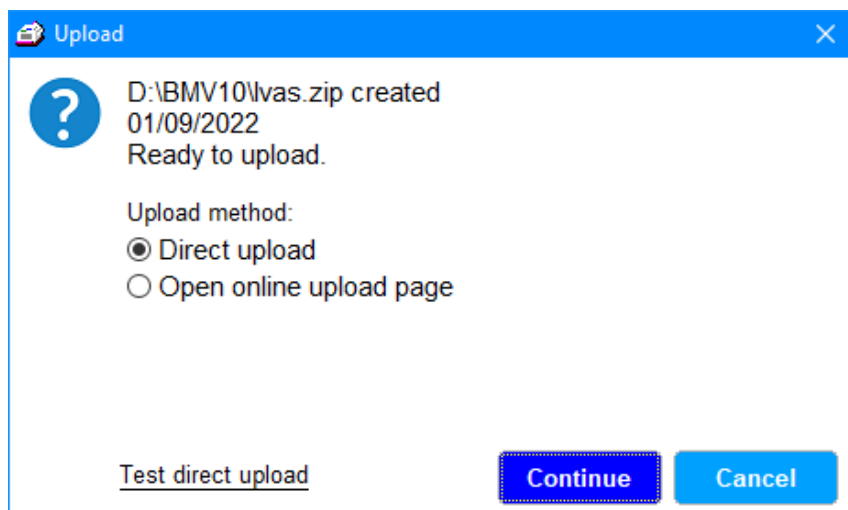 Upload
D:\BMV10\lvas.zip created
01/09/2022
Ready to upload.
Upload method:
Direct upload
Open online upload page
Test direct upload
Continue
Cancel